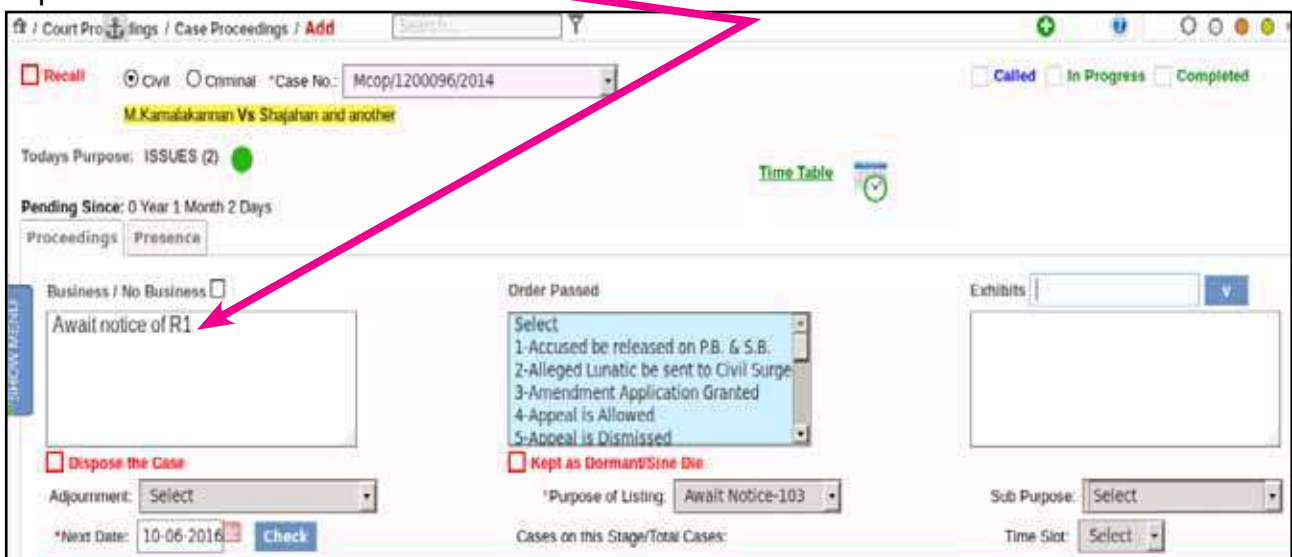 / Court Pro dings / Case Proceedings / Add Search...
Recall Civil Criminal *Case No.: Mcop/1200096/2014 Called In Progress Completed
M.Kamalakannan Vs Shajahan and another
Todays Purpose: ISSUES (2)
Time Table
Pending Since: 0 Year 1 Month 2 Days
Proceedings Presence
SHOW MENU
Business / No Business Order Passed Exhibits V
Await notice of R1
Select
1-Accused be released on P.B. & S.B.
2-Alleged Lunatic be sent to Civil Surge
3-Amendment Application Granted
4-Appeal is Allowed
5-Appeal is Dismissed
Dispose the Case Kept as Dormant/Sine Die
Adjournment: Select *Purpose of Listing: Await Notice-103 Sub Purpose: Select
*Next Date: 10-06-2016 Check Cases on this Stage/Total Cases: Time Slot: Select